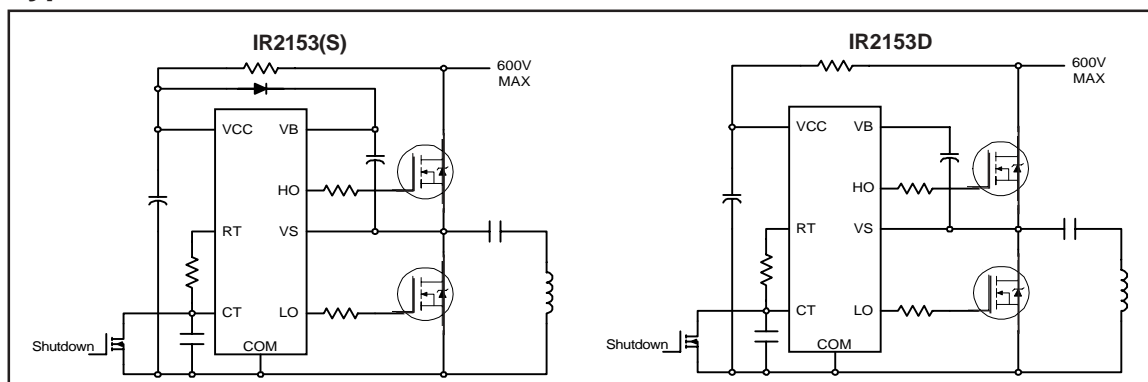 IR2153(S)
600V
MAX
VCC
VB
HO
RT
VS
CT
LO
COM
Shutdown
IR2153D
600V
MAX
VCC
VB
HO
RT
VS
CT
LO
COM
Shutdown